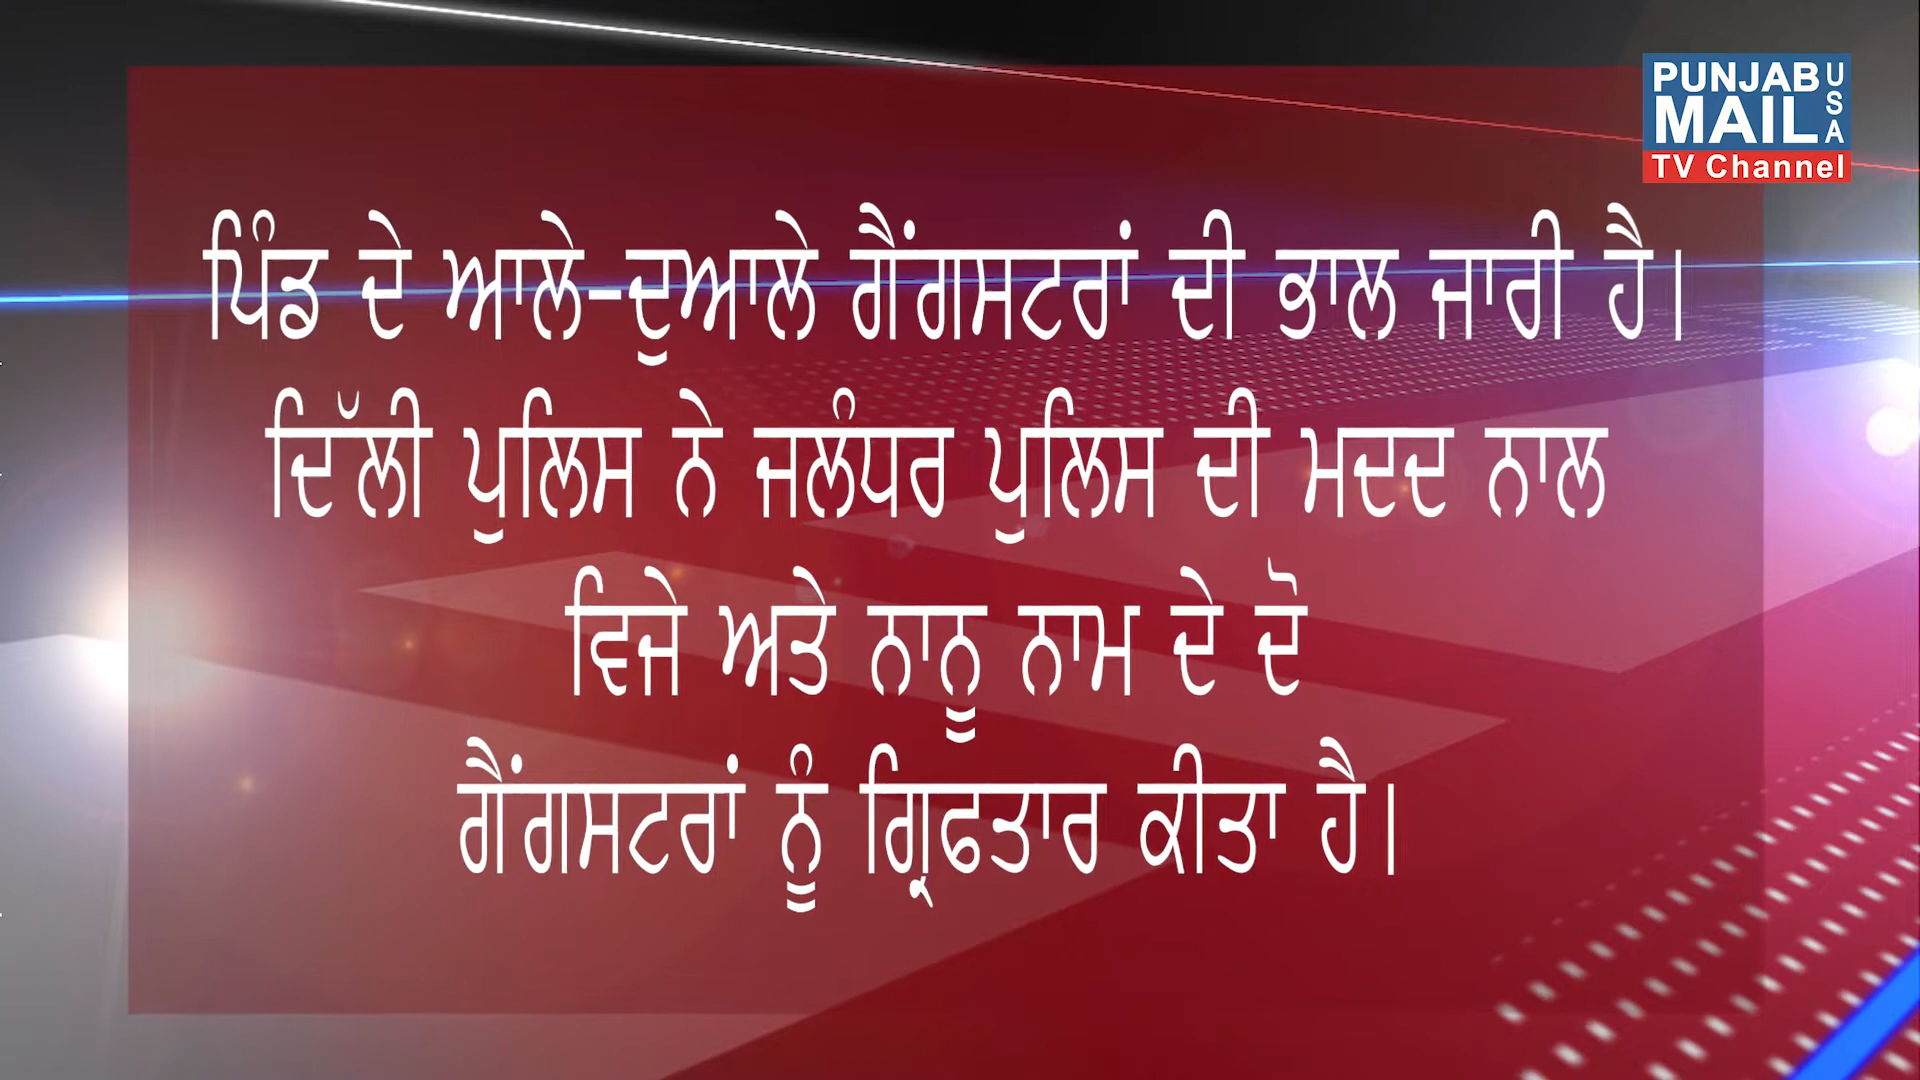 PUNJAB USA
MAIL
TV Channel
ਪਿੰਡ ਦੇ ਆਲੇ-ਦੁਆਲੇ ਗੈਂਗਸਟਰਾਂ ਦੀ ਭਾਲ ਜਾਰੀ ਹੈ।
ਦਿੱਲੀ ਪੁਲਿਸ ਨੇ ਜਲੰਧਰ ਪੁਲਿਸ ਦੀ ਮਦਦ ਨਾਲ
ਵਿਜੇ ਅਤੇ ਨਾਨੂ ਨਾਮ ਦੇ ਦੋ
ਗੈਂਗਸਟਰਾਂ ਨੂੰ ਗ੍ਰਿਫਤਾਰ ਕੀਤਾ ਹੈ।